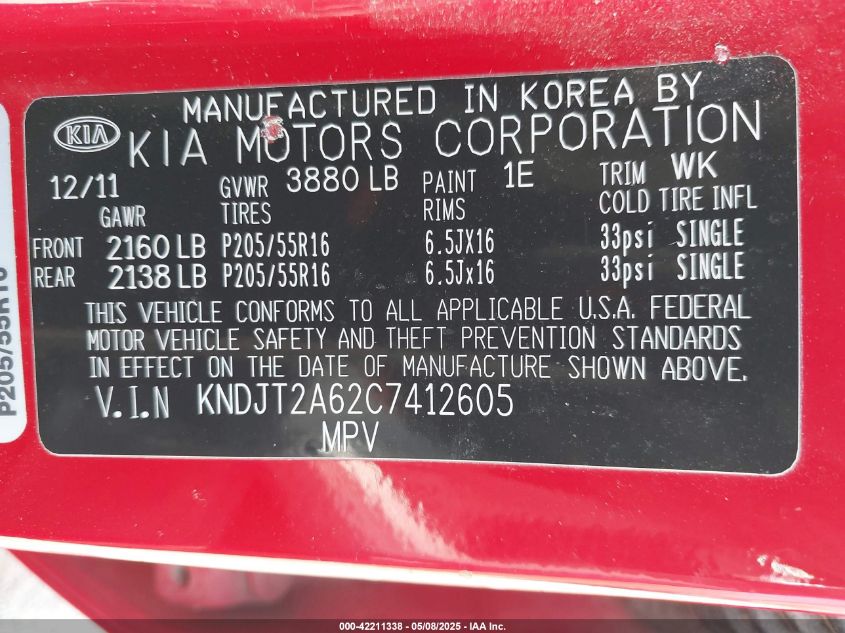 MANUFACTURED IN KOREA BY
KIA KIA MOTORS CORPORATION
12/11 GVWR 3880 LB PAINT 1E TRIM WK
GAWR TIRES RIMS COLD TIRE INFL
FRONT 2160 LB P205/55R16 6.5JX16 33psi SINGLE
REAR 2138 LB P205/55R16 6.5Jx16 33psi SINGLE
THIS VEHICLE CONFORMS TO ALL APPLICABLE U.S.A. FEDERAL
MOTOR VEHICLE SAFETY AND THEFT PREVENTION STANDARDS
IN EFFECT ON THE DATE OF MANUFACTURE SHOWN ABOVE.
V.I.N KNDJT2A62C7412605
MPV
P205/55R16
000-42211338 - 05/08/2025 - IAA Inc.